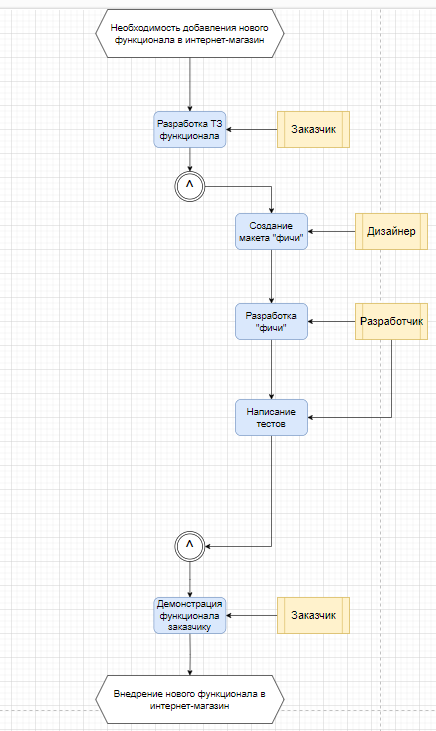 Необходимость добавления нового
функционала в интернет-магазин
Разработка ТЗ
функционала
Заказчик
^
Создание
макета "фичи"
Дизайнер
Разработка
"фичи"
Разработчик
Написание
тестов
^
Демонстрация
функционала
заказчику
Заказчик
Внедрение нового функционала в
интернет-магазин